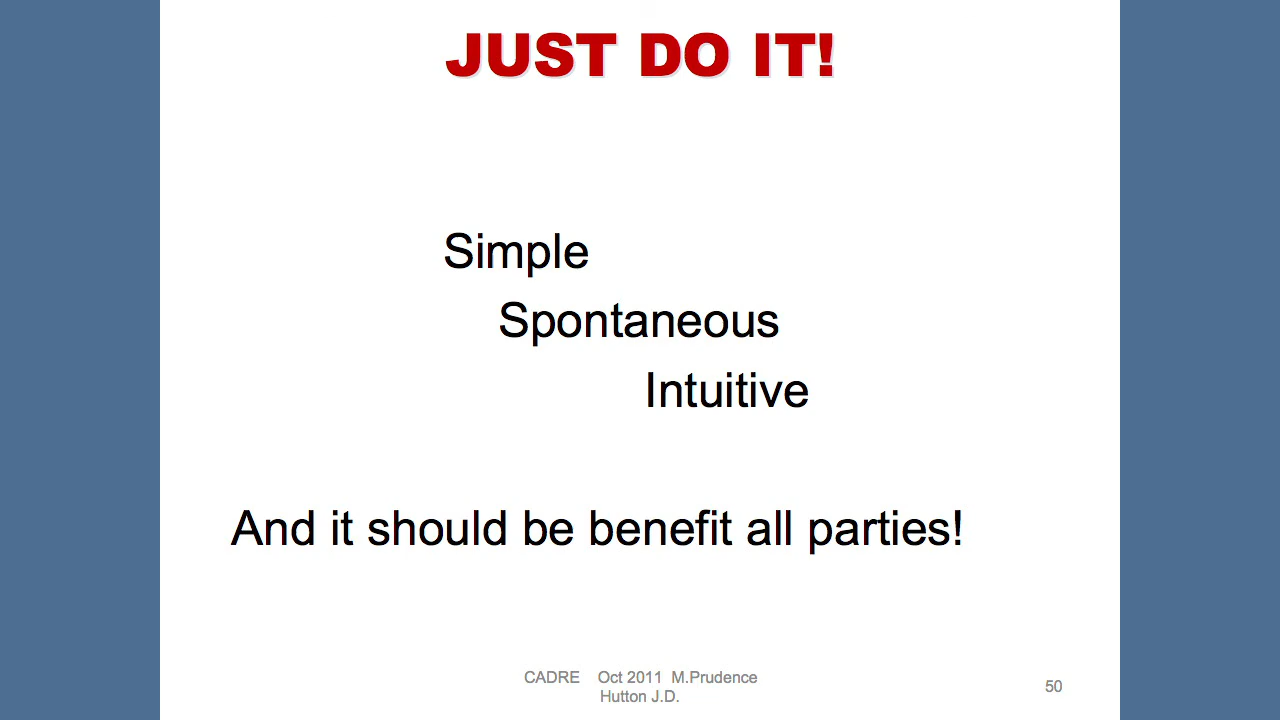 JUST DO IT!
Simple
Spontaneous
Intuitive
And it should be benefit all parties!
CADRE Oct 2011 M.Prudence
Hutton J.D.
50